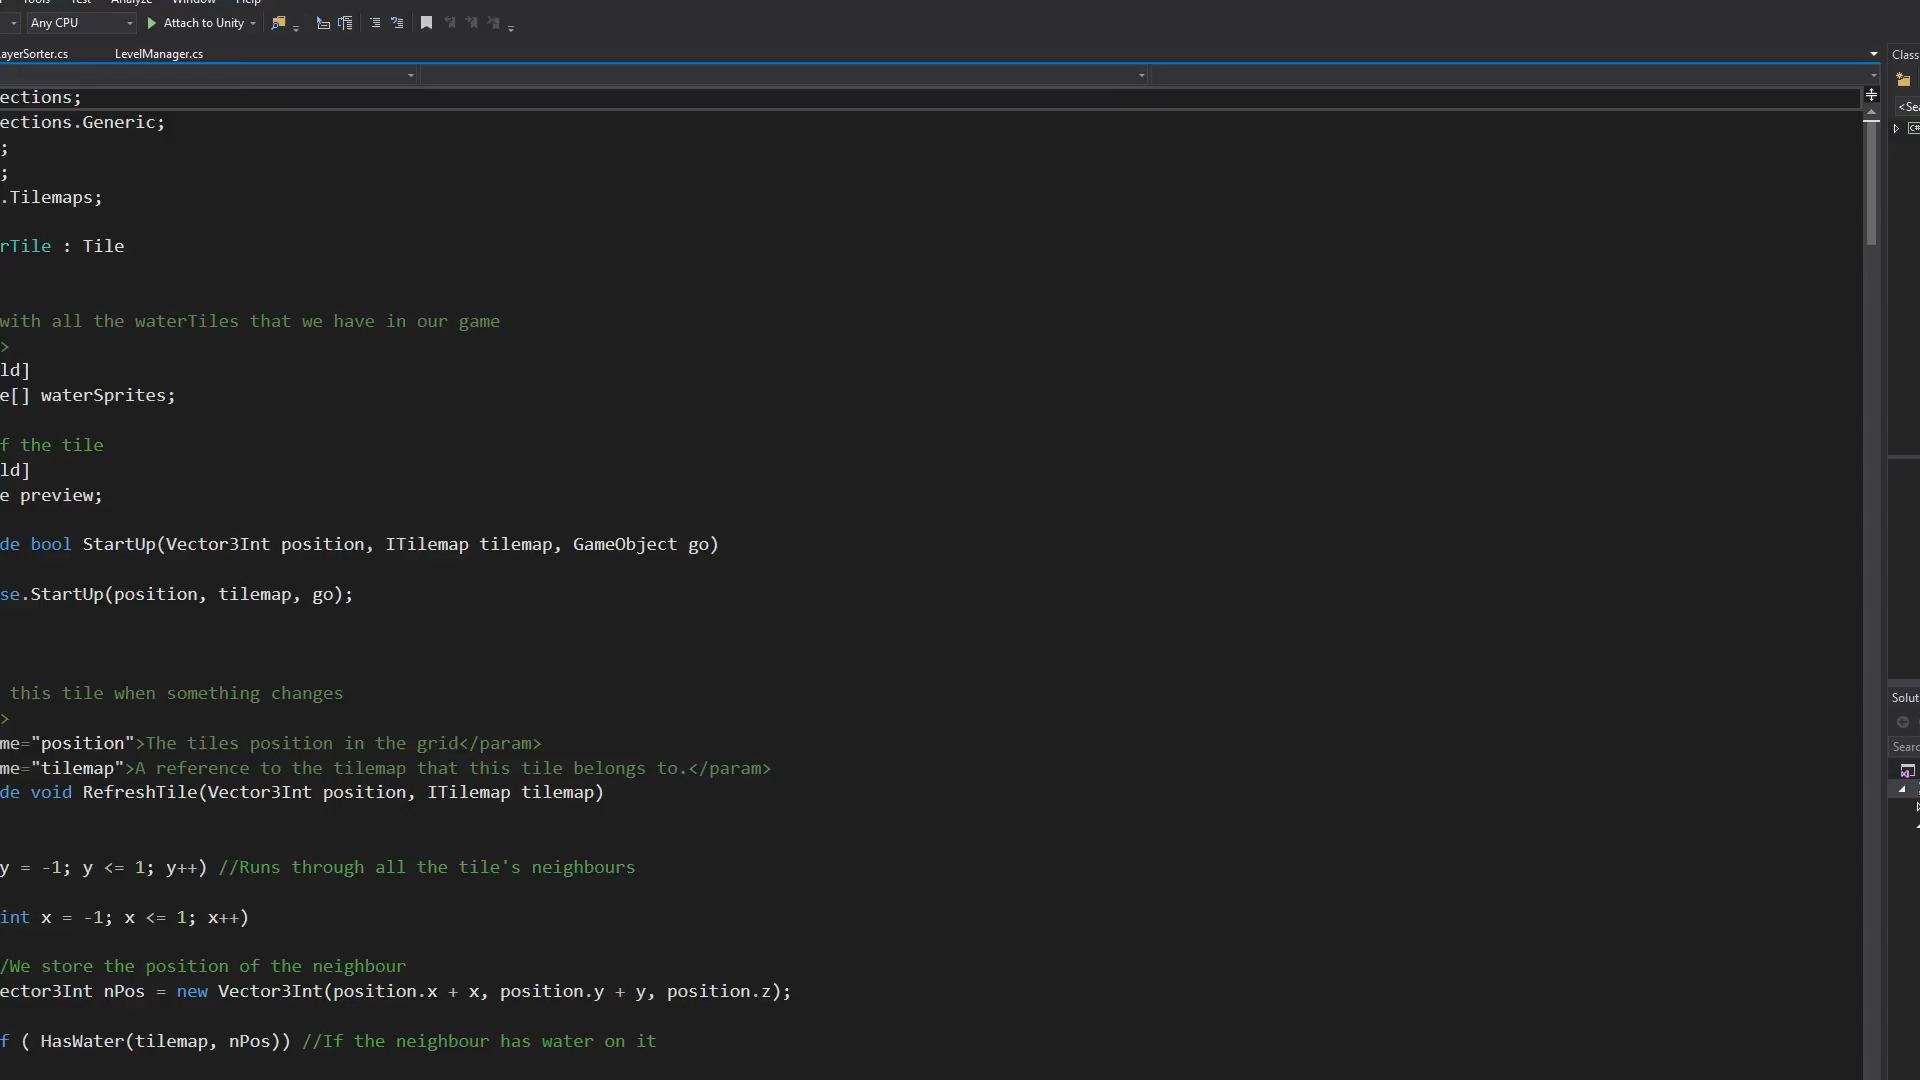 Tools Test Analyze Window Help
Any CPU Attach to Unity
ayerSorter.cs LevelManager.cs
Class
ections;
<Sea
ections.Generic;
C#
;
;
.Tilemaps;
rTile : Tile
with all the waterTiles that we have in our game
>
ld]
e[] waterSprites;
f the tile
ld]
e preview;
de bool StartUp(Vector3Int position, ITilemap tilemap, GameObject go)
se.StartUp(position, tilemap, go);
this tile when something changes
Solut
>
me="position">The tiles position in the grid</param>
Searc
me="tilemap">A reference to the tilemap that this tile belongs to.</param>
de void RefreshTile(Vector3Int position, ITilemap tilemap)
y = -1; y <= 1; y++) //Runs through all the tile's neighbours
int x = -1; x <= 1; x++)
/We store the position of the neighbour
ector3Int nPos = new Vector3Int(position.x + x, position.y + y, position.z);
f ( HasWater(tilemap, nPos)) //If the neighbour has water on it